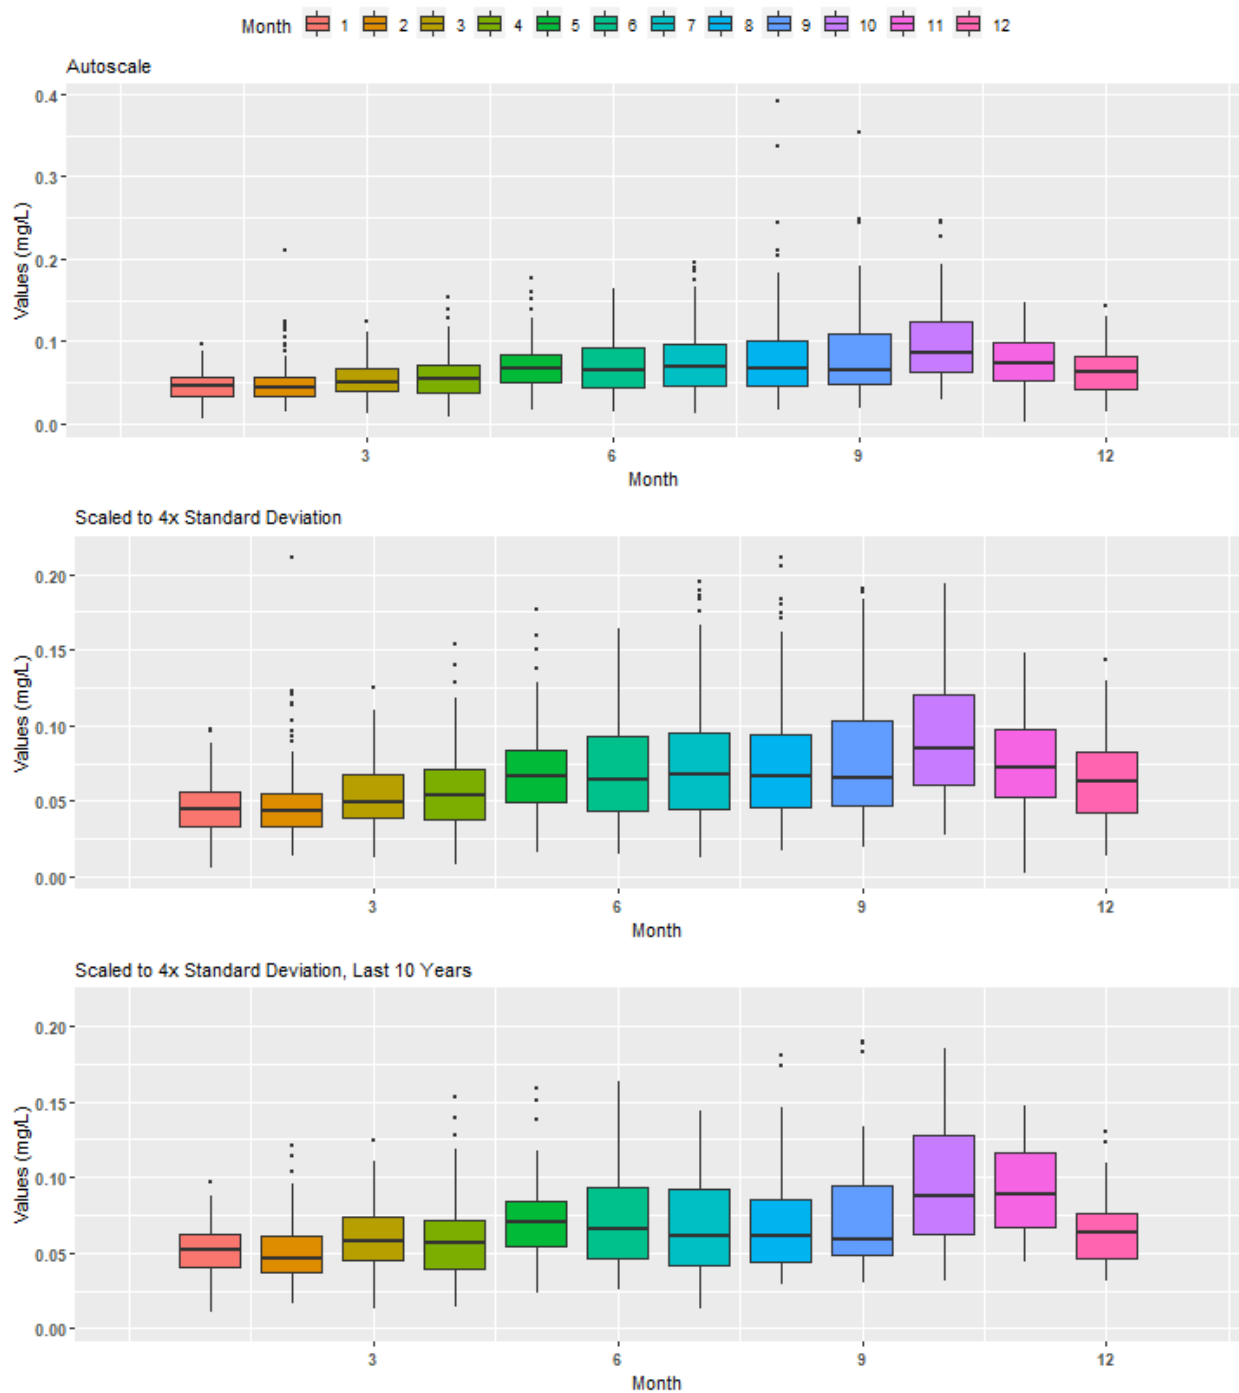 Month 1 2 3 4 5 6 7 8 9 10 11 12
Autoscale
Values (mg/L)
0.4
0.3
0.2
0.1
0.0
3 6 9 12
Month
Scaled to 4x Standard Deviation
Values (mg/L)
0.20
0.15
0.10
0.05
0.00
3 6 9 12
Month
Scaled to 4x Standard Deviation, Last 10 Years
Values (mg/L)
0.20
0.15
0.10
0.05
0.00
3 6 9 12
Month